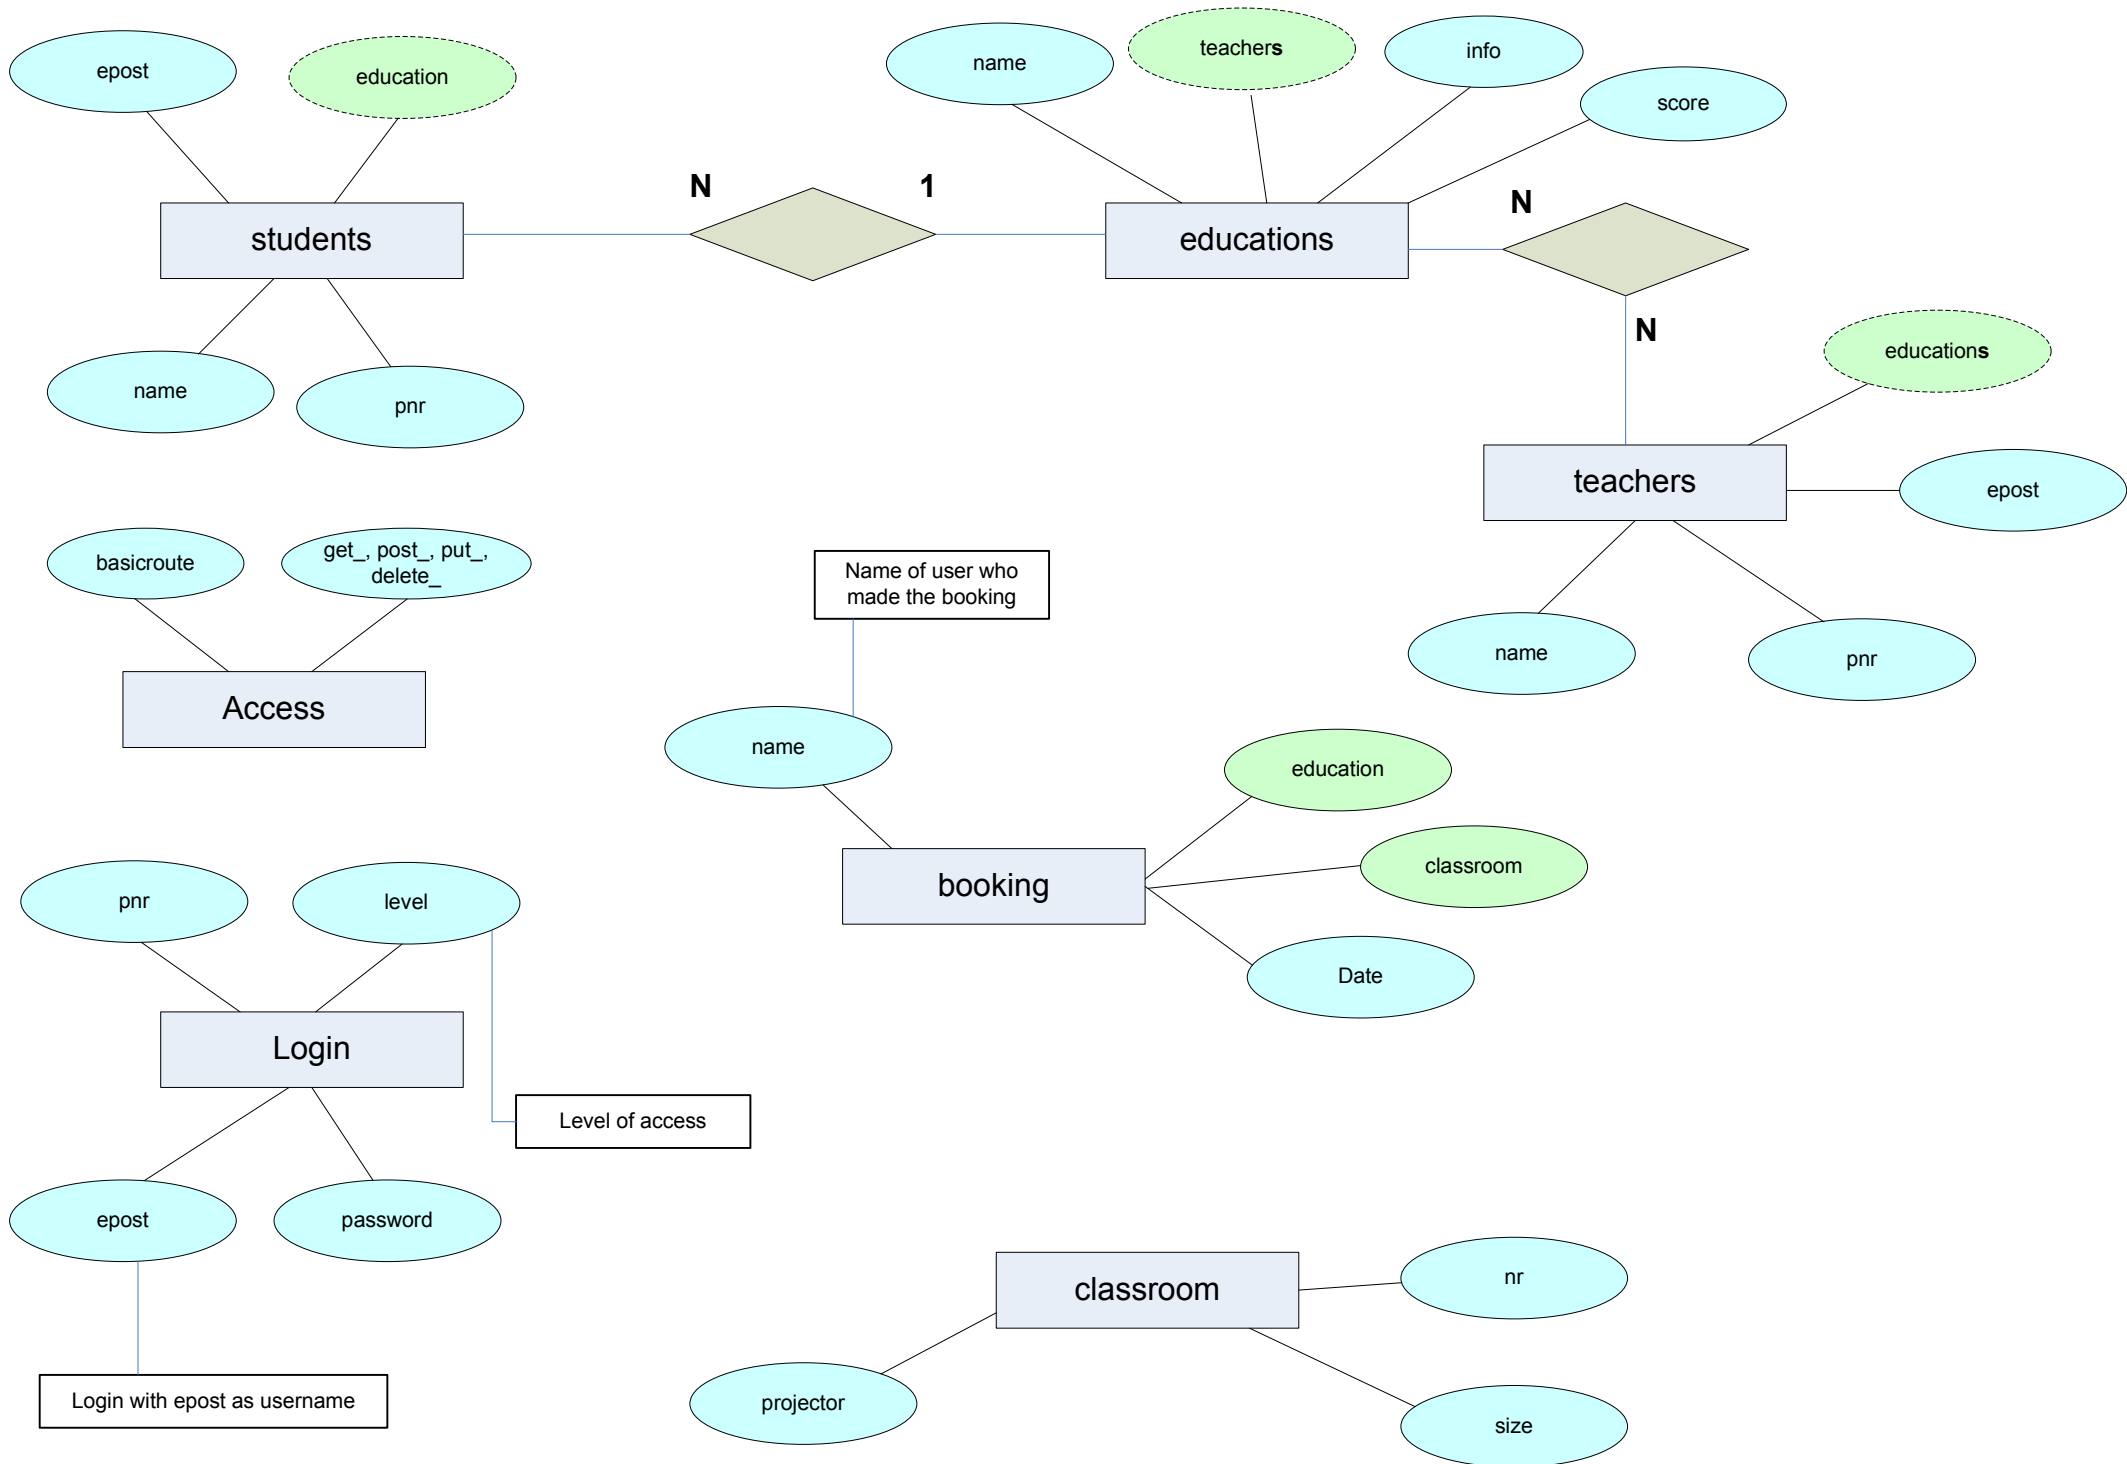 epost
education
name
teachers
info
score
N
1
N
students
educations
N
educations
name
pnr
teachers
epost
basicroute
get_, post_, put_,
delete_
Name of user who
made the booking
name
pnr
Access
name
education
classroom
booking
pnr
level
Date
Login
Level of access
epost
password
nr
classroom
projector
Login with epost as username
size